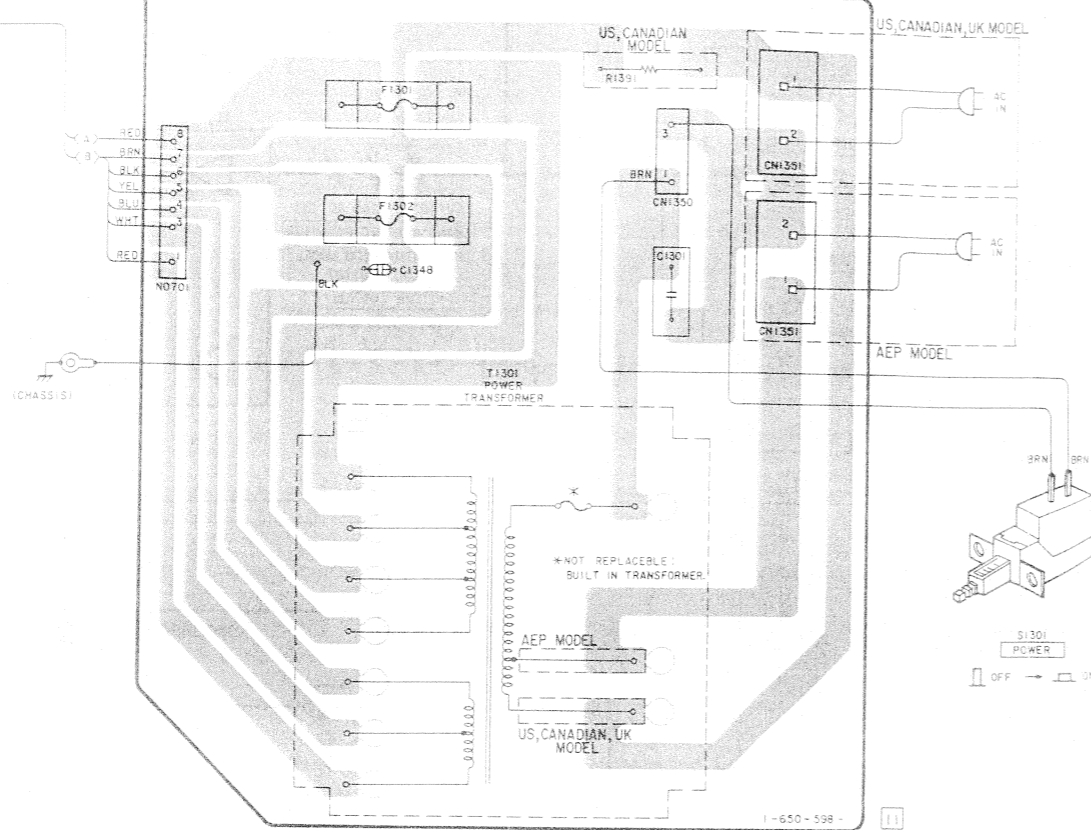 US, CANADIAN
MODEL
R1391
US, CANADIAN, UK MODEL
1
2
CN1351
AC
IN
F1301
(A)
(B)
RED
BRN
BLK
YEL
BLU
WHT
RED
8
7
6
5
4
3
1
NO701
3
BRN
1
CN1350
F1302
C1348
BLK
C1301
2
1
CN1351
AC
IN
AEP MODEL
(CHASSIS)
T1301
POWER
TRANSFORMER
*
*NOT REPLACEBLE:
BUILT IN TRANSFORMER.
AEP MODEL
US, CANADIAN, UK
MODEL
BRN
BRN
S1301
POWER
OFF
1-650-598-
11